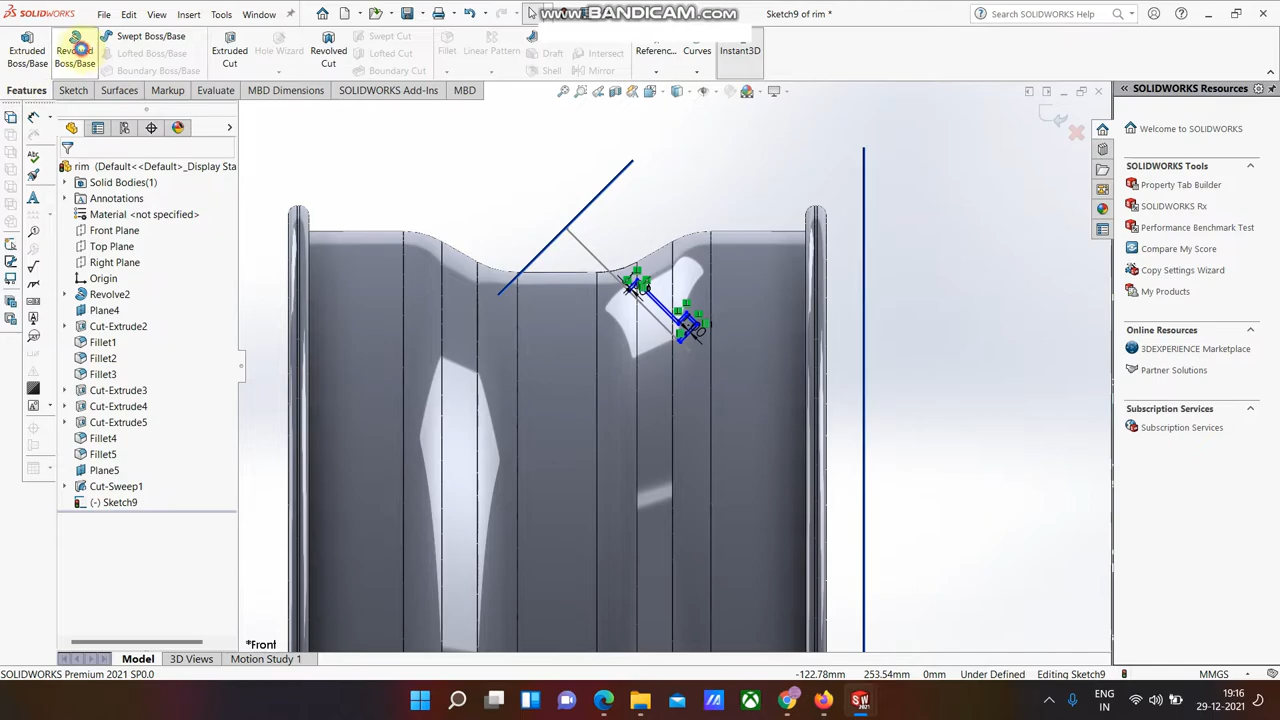 SOLIDWORKS File Edit View Insert Tools Window
www.BANDICAM.com
Sketch9 of rim * Search SOLIDWORKS Help
Extruded Boss/Base
Revolved Boss/Base
Swept Boss/Base
Lofted Boss/Base
Boundary Boss/Base
Extruded Cut
Hole Wizard
Revolved Cut
Swept Cut
Lofted Cut
Boundary Cut
Fillet
Linear Pattern
Draft
Shell
Intersect
Mirror
Referenc...
Curves
Instant3D
Features Sketch Surfaces Markup Evaluate MBD Dimensions SOLIDWORKS Add-Ins MBD
rim (Default<<Default>_Display Sta
Solid Bodies(1)
Annotations
Material <not specified>
Front Plane
Top Plane
Right Plane
Origin
Revolve2
Plane4
Cut-Extrude2
Fillet1
Fillet2
Fillet3
Cut-Extrude3
Cut-Extrude4
Cut-Extrude5
Fillet4
Fillet5
Plane5
Cut-Sweep1
(-) Sketch9
*Front
SOLIDWORKS Resources
Welcome to SOLIDWORKS
SOLIDWORKS Tools
Property Tab Builder
SOLIDWORKS Rx
Performance Benchmark Test
Compare My Score
Copy Settings Wizard
My Products
Online Resources
3DEXPERIENCE Marketplace
Partner Solutions
Subscription Services
Subscription Services
Model 3D Views Motion Study 1
SOLIDWORKS Premium 2021 SP0.0 -122.78mm 253.54mm 0mm Under Defined Editing Sketch9 MMGS
ENG
IN
19:16
29-12-2021